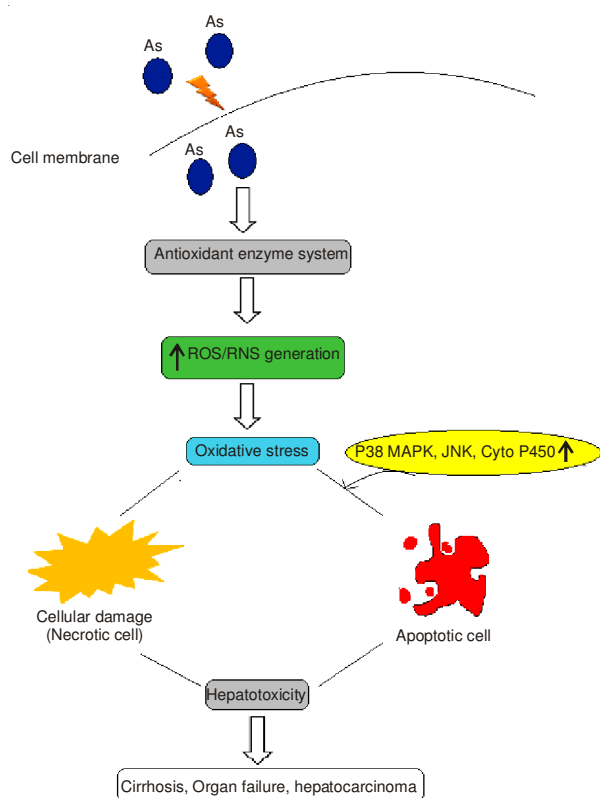 As
As
Cell membrane
As
As
Antioxidant enzyme system
ROS/RNS generation
Oxidative stress
P38 MAPK, JNK, Cyto P450
Cellular damage
(Necrotic cell)
Apoptotic cell
Hepatotoxicity
Cirrhosis, Organ failure, hepatocarcinoma